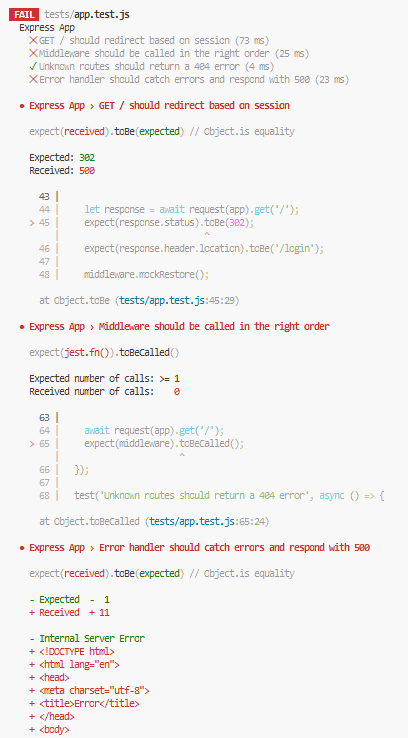 FAIL tests/app.test.js
Express App
✕GET / should redirect based on session (73 ms)
✕Middleware should be called in the right order (25 ms)
✓Unknown routes should return a 404 error (4 ms)
✕Error handler should catch errors and respond with 500 (23 ms)
● Express App › GET / should redirect based on session
expect(received).toBe(expected) // Object.is equality
Expected: 302
Received: 500
43 |
44 | let response = await request(app).get('/');
> 45 | expect(response.status).toBe(302);
| ^
46 | expect(response.header.location).toBe('/login');
47 |
48 | middleware.mockRestore();
at Object.toBe (tests/app.test.js:45:29)
● Express App › Middleware should be called in the right order
expect(jest.fn()).toBeCalled()
Expected number of calls: >= 1
Received number of calls: 0
63 |
64 | await request(app).get('/');
> 65 | expect(middleware).toBeCalled();
| ^
66 | });
67 |
68 | test('Unknown routes should return a 404 error', async () => {
at Object.toBeCalled (tests/app.test.js:65:24)
● Express App › Error handler should catch errors and respond with 500
expect(received).toBe(expected) // Object.is equality
- Expected - 1
+ Received + 11
- Internal Server Error
+ <!DOCTYPE html>
+ <html lang="en">
+ <head>
+ <meta charset="utf-8">
+ <title>Error</title>
+ </head>
+ <body>